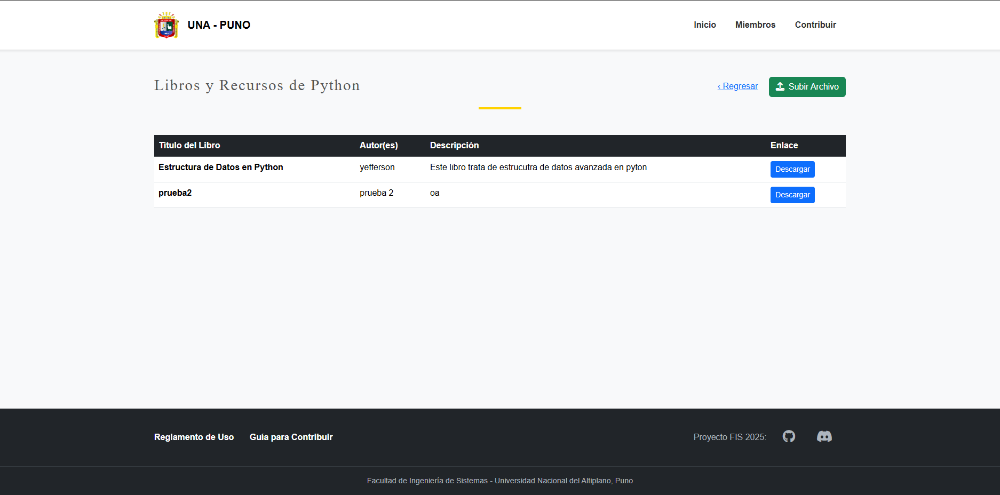 UNA - PUNO
Inicio Miembros Contribuir
Libros y Recursos de Python
‹ Regresar
Subir Archivo
Título del Libro Autor(es) Descripción Enlace
Estructura de Datos en Python yefferson Este libro trata de estrucutra de datos avanzada en pyton Descargar
prueba2 prueba 2 oa Descargar
Reglamento de Uso Guía para Contribuir Proyecto FIS 2025:
Facultad de Ingeniería de Sistemas - Universidad Nacional del Altiplano, Puno